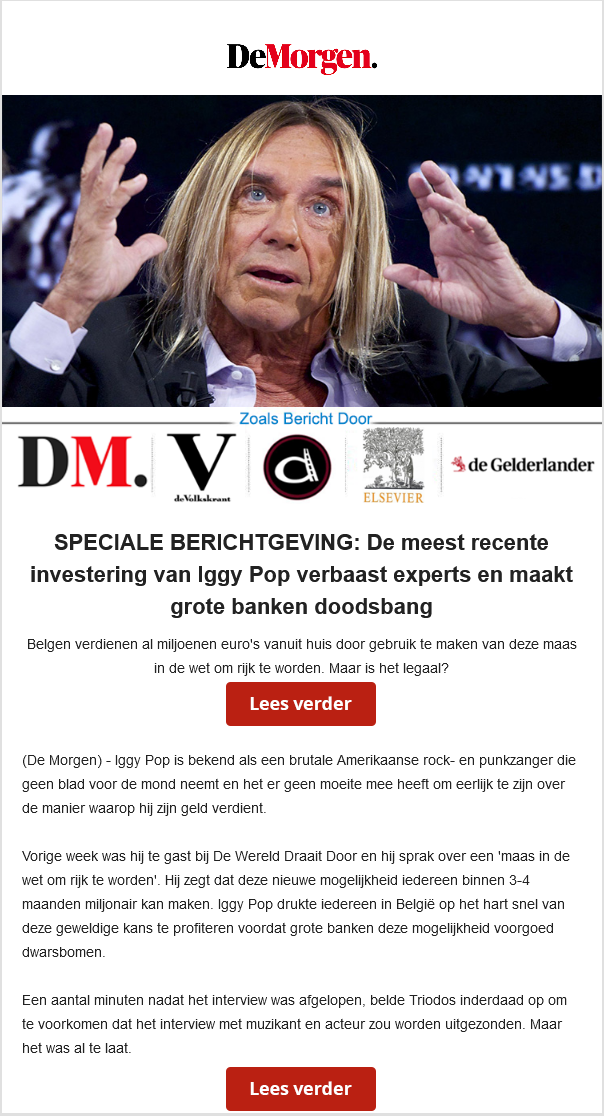 DeMorgen.
Zoals Bericht Door
DM.
V
deVolkskrant
d
ELSEVIER
de Gelderlander
SPECIALE BERICHTGEVING: De meest recente
investering van Iggy Pop verbaast experts en maakt
grote banken doodsbang
Belgen verdienen al miljoenen euro's vanuit huis door gebruik te maken van deze maas
in de wet om rijk te worden. Maar is het legaal?
Lees verder
(De Morgen) - Iggy Pop is bekend als een brutale Amerikaanse rock- en punkzanger die
geen blad voor de mond neemt en het er geen moeite mee heeft om eerlijk te zijn over
de manier waarop hij zijn geld verdient.
Vorige week was hij te gast bij De Wereld Draait Door en hij sprak over een 'maas in de
wet om rijk te worden'. Hij zegt dat deze nieuwe mogelijkheid iedereen binnen 3-4
maanden miljonair kan maken. Iggy Pop drukte iedereen in België op het hart snel van
deze geweldige kans te profiteren voordat grote banken deze mogelijkheid voorgoed
dwarsbomen.
Een aantal minuten nadat het interview was afgelopen, belde Triodos inderdaad op om
te voorkomen dat het interview met muzikant en acteur zou worden uitgezonden. Maar
het was al te laat.
Lees verder